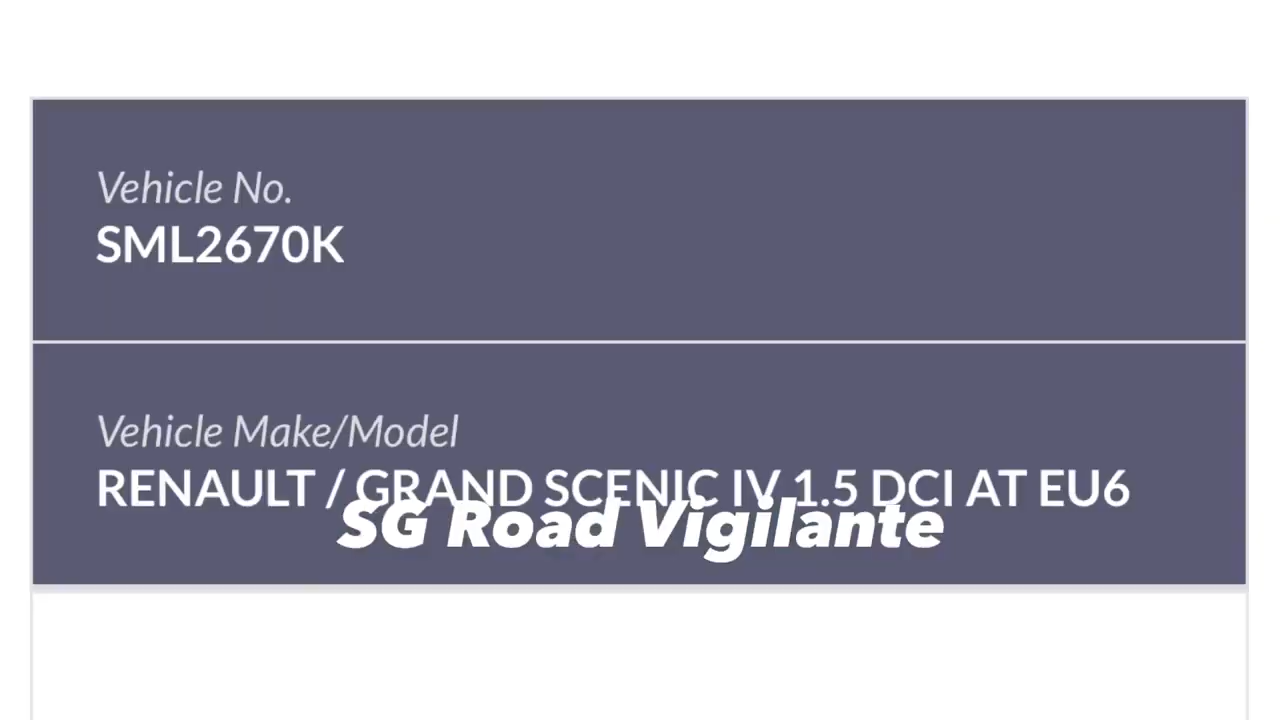 Vehicle No.
SML2670K
Vehicle Make/Model
RENAULT / GRAND SCENIC IV 1.5 DCI AT EU6
SG Road Vigilante